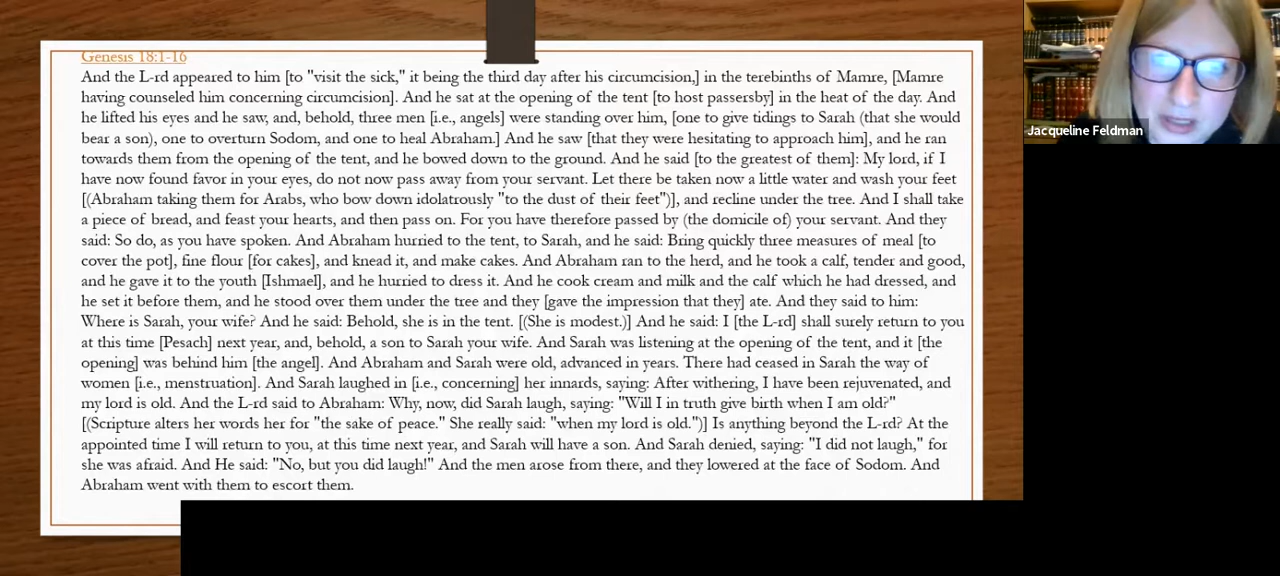 Genesis 18:1-16
And the L-rd appeared to him [to "visit the sick," it being the third day after his circumcision,] in the terebinths of Mamre, [Mamre
having counseled him concerning circumcision]. And he sat at the opening of the tent [to host passersby] in the heat of the day. And
he lifted his eyes and he saw, and, behold, three men [i.e., angels] were standing over him, [one to give tidings to Sarah (that she would
bear a son), one to overturn Sodom, and one to heal Abraham.] And he saw [that they were hesitating to approach him], and he ran
towards them from the opening of the tent, and he bowed down to the ground. And he said [to the greatest of them]: My lord, if I
have now found favor in your eyes, do not now pass away from your servant. Let there be taken now a little water and wash your feet
[(Abraham taking them for Arabs, who bow down idolatrously "to the dust of their feet")], and recline under the tree. And I shall take
a piece of bread, and feast your hearts, and then pass on. For you have therefore passed by (the domicile of) your servant. And they
said: So do, as you have spoken. And Abraham hurried to the tent, to Sarah, and he said: Bring quickly three measures of meal [to
cover the pot], fine flour [for cakes], and knead it, and make cakes. And Abraham ran to the herd, and he took a calf, tender and good,
and he gave it to the youth [Ishmael], and he hurried to dress it. And he cook cream and milk and the calf which he had dressed, and
he set it before them, and he stood over them under the tree and they [gave the impression that they] ate. And they said to him:
Where is Sarah, your wife? And he said: Behold, she is in the tent. [(She is modest.)] And he said: I [the L-rd] shall surely return to you
at this time [Pesach] next year, and, behold, a son to Sarah your wife. And Sarah was listening at the opening of the tent, and it [the
opening] was behind him [the angel]. And Abraham and Sarah were old, advanced in years. There had ceased in Sarah the way of
women [i.e., menstruation]. And Sarah laughed in [i.e., concerning] her innards, saying: After withering, I have been rejuvenated, and
my lord is old. And the L-rd said to Abraham: Why, now, did Sarah laugh, saying: "Will I in truth give birth when I am old?"
[(Scripture alters her words her for "the sake of peace." She really said: "when my lord is old.")] Is anything beyond the L-rd? At the
appointed time I will return to you, at this time next year, and Sarah will have a son. And Sarah denied, saying: "I did not laugh," for
she was afraid. And He said: "No, but you did laugh!" And the men arose from there, and they lowered at the face of Sodom. And
Abraham went with them to escort them.
Jacqueline Feldman